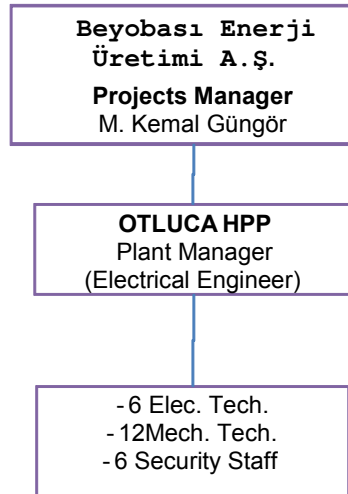 Beyobası Enerji
Üretimi A.Ş.
Projects Manager
M. Kemal Güngör
OTLUCA HPP
Plant Manager
(Electrical Engineer)
- 6 Elec. Tech.
- 12Mech. Tech.
- 6 Security Staff